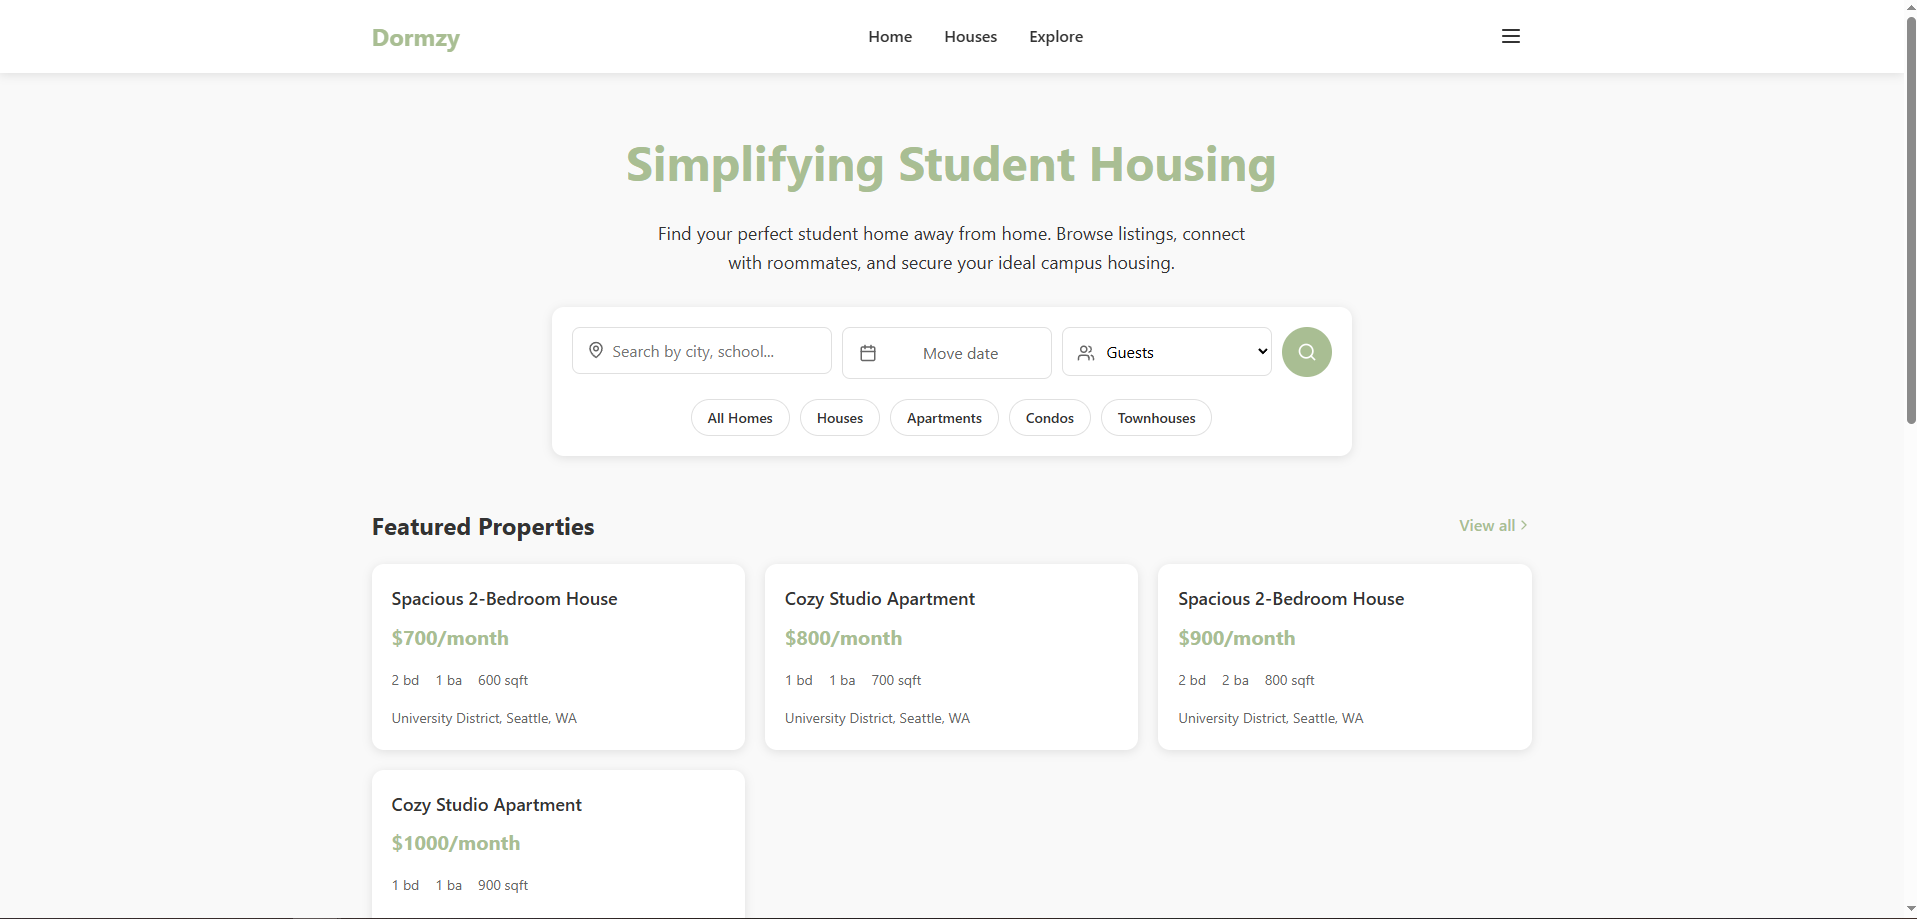 Dormzy
Home Houses Explore
Simplifying Student Housing
Find your perfect student home away from home. Browse listings, connect
with roommates, and secure your ideal campus housing.
Search by city, school...
Move date
Guests
All Homes
Houses
Apartments
Condos
Townhouses
Featured Properties
View all
Spacious 2-Bedroom House
$700/month
2 bd 1 ba 600 sqft
University District, Seattle, WA
Cozy Studio Apartment
$800/month
1 bd 1 ba 700 sqft
University District, Seattle, WA
Spacious 2-Bedroom House
$900/month
2 bd 2 ba 800 sqft
University District, Seattle, WA
Cozy Studio Apartment
$1000/month
1 bd 1 ba 900 sqft